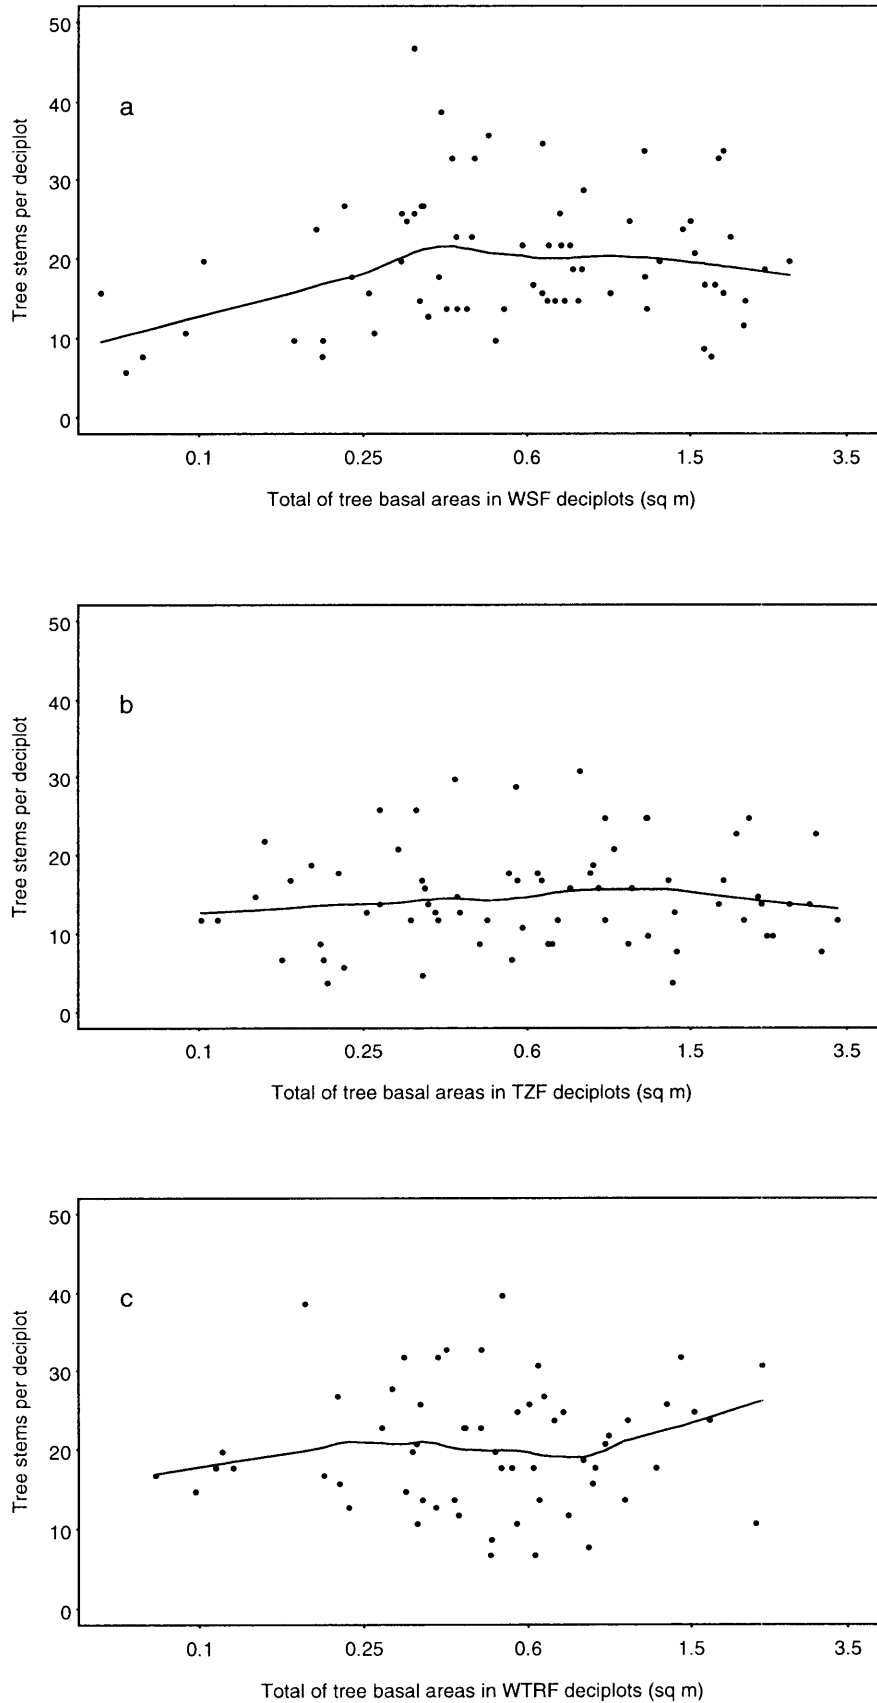 50
40
30
20
10
0
Tree stems per deciplot
a
0.1 0.25 0.6 1.5 3.5
Total of tree basal areas in WSF deciplots (sq m)
50
40
30
20
10
0
Tree stems per deciplot
b
0.1 0.25 0.6 1.5 3.5
Total of tree basal areas in TZF deciplots (sq m)
50
40
30
20
10
0
Tree stems per deciplot
c
0.1 0.25 0.6 1.5 3.5
Total of tree basal areas in WTRF deciplots (sq m)